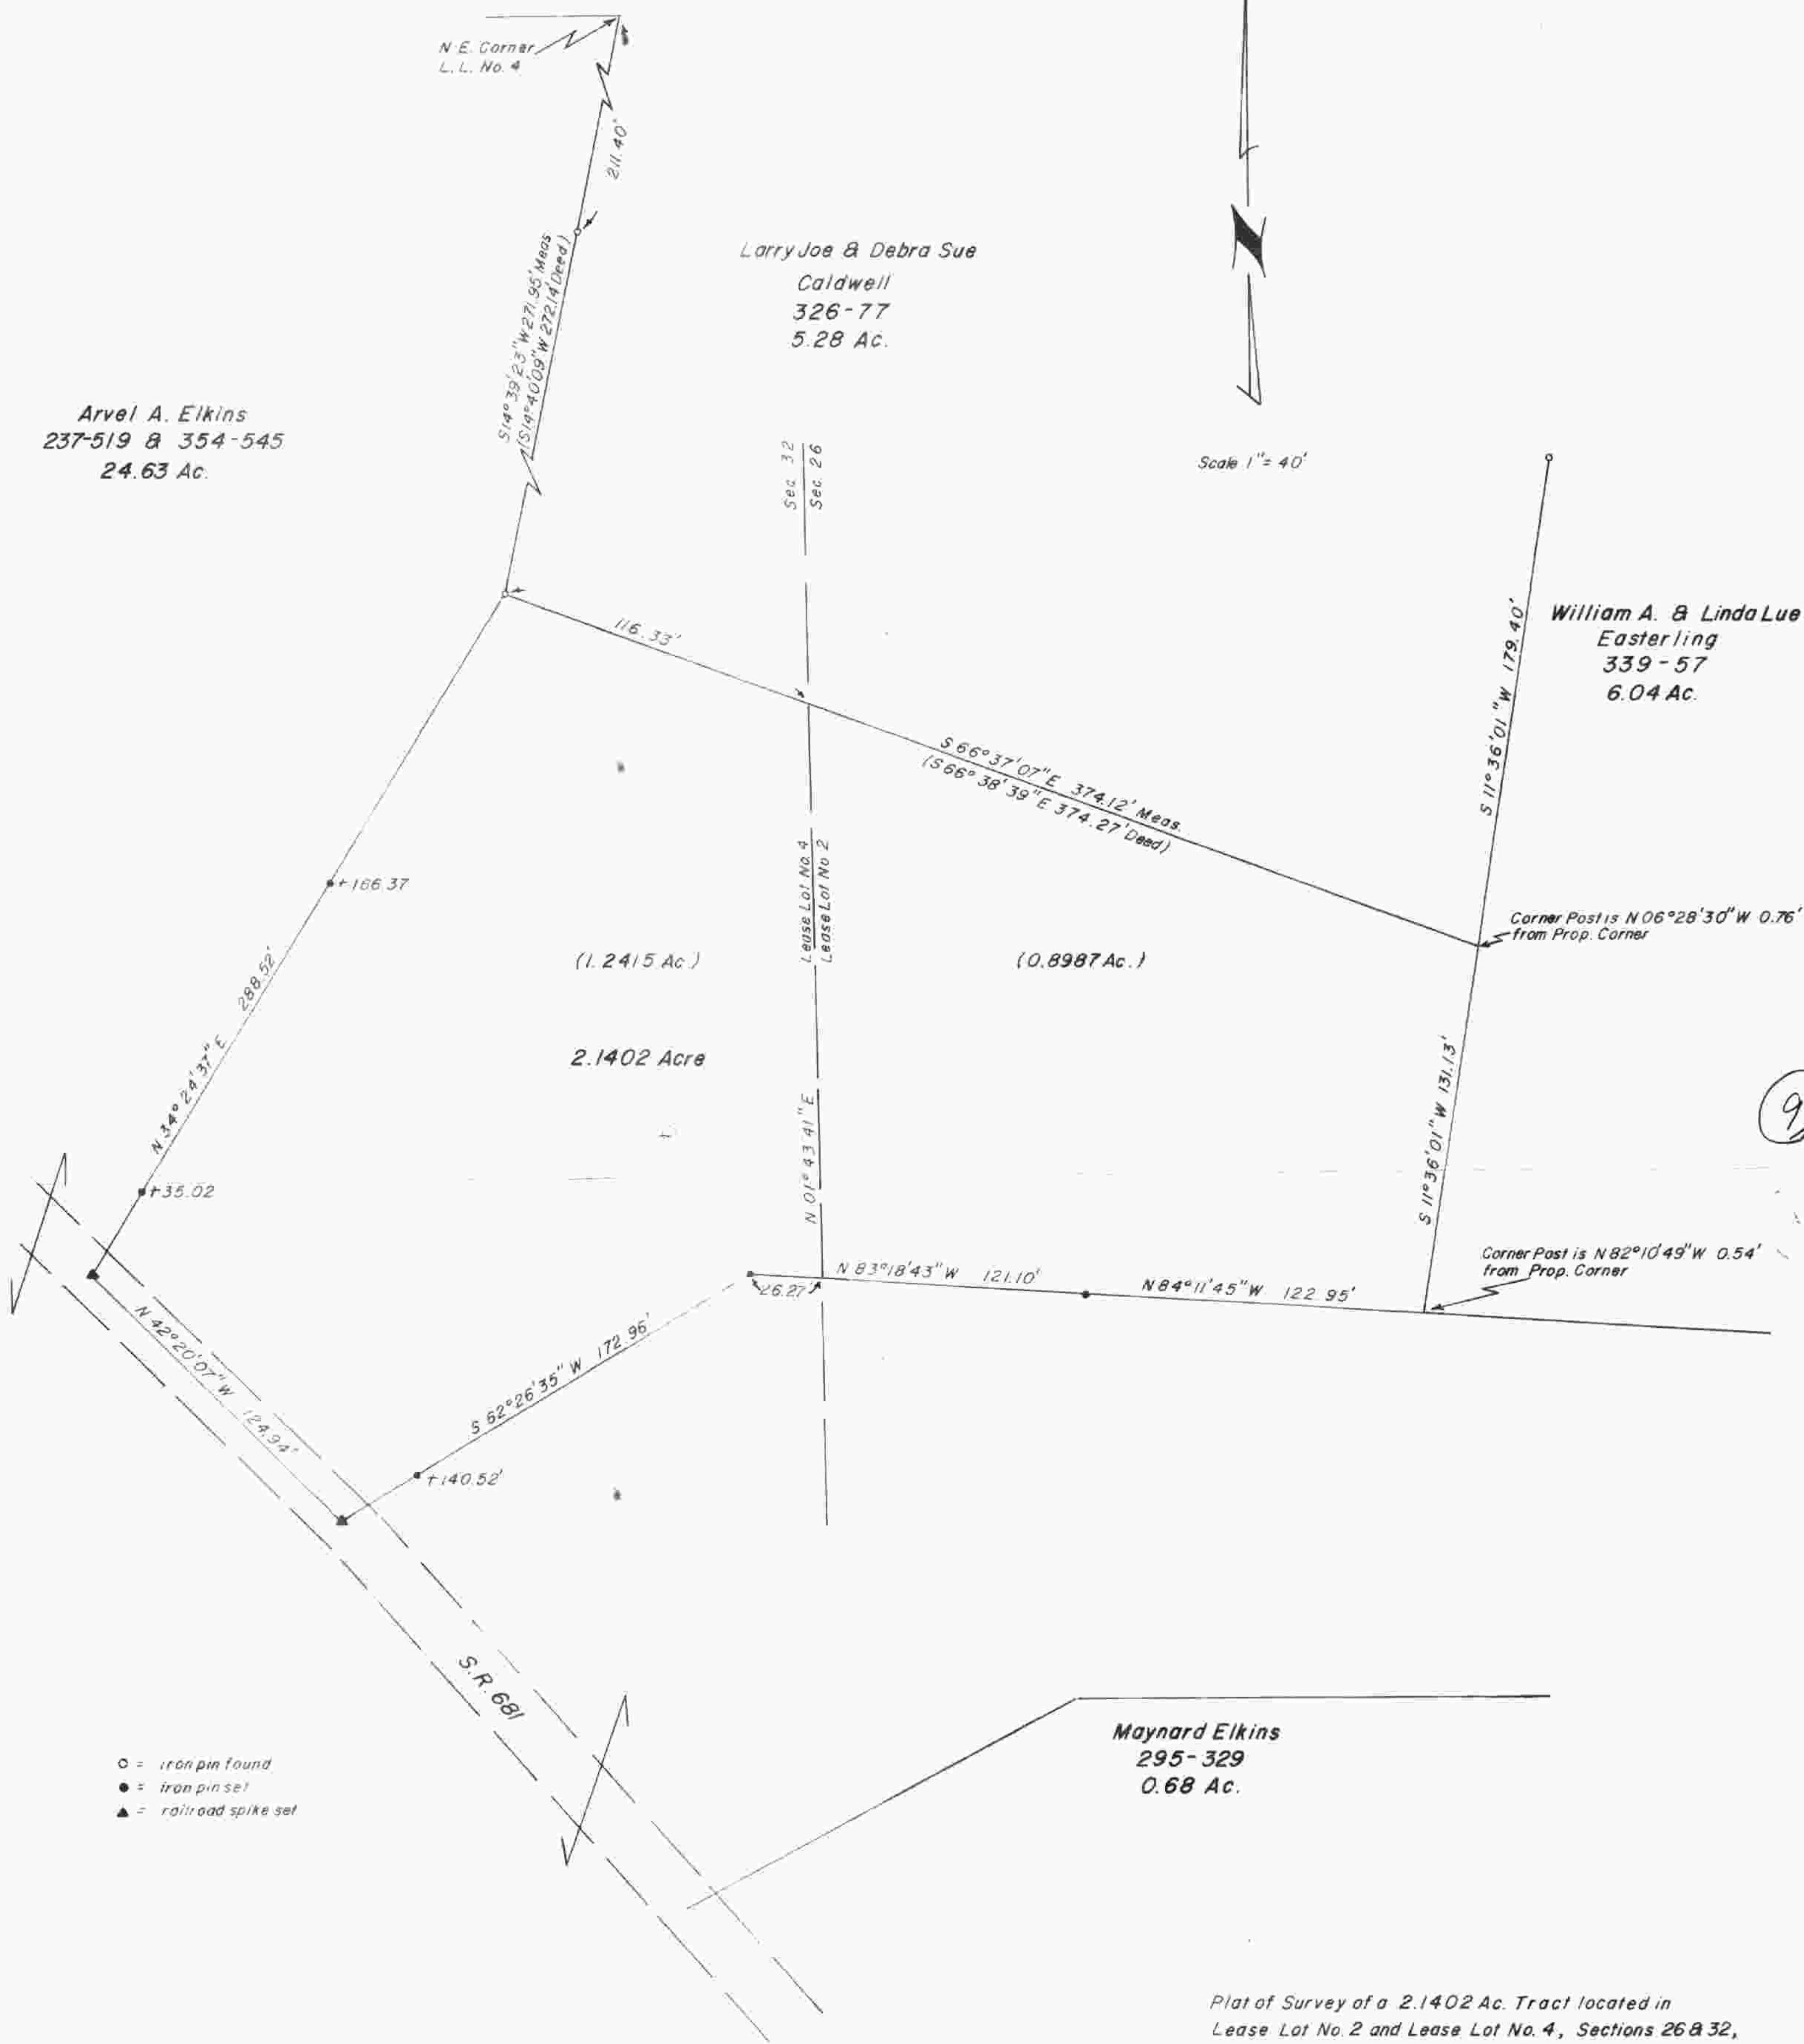 N.E. Corner
L. L. No. 4
211.40'
S14°39'23"W 271.95' Meas
(S14°40'09"W 272.14' Deed)
Larry Joe & Debra Sue
Caldwell
326-77
5.28 Ac.
N
Arvel A. Elkins
237-519 & 354-545
24.63 Ac.
Sec. 32
Sec. 26
Scale 1"= 40'
William A. & Linda Lue
Easterling
339-57
6.04 Ac.
116.33'
S 11°36'01"W 179.40'
S 66°37'07"E 374.12' Meas.
(S 66°38'39"E 374.27' Deed)
+186.37
Lease Lot No. 4
Lease Lot No 2
Corner Post is N 06°28'30"W 0.76'
from Prop. Corner
(1.2415 Ac.)
(0.8987 Ac.)
N 34°24'37"E 288.52'
2.1402 Acre
N 01°43'41"E
S 11°36'01"W 131.13'
9
+35.02
Corner Post is N 82°10'49"W 0.54'
from Prop. Corner
26.27'
N 83°18'43"W 121.10'
N 84°11'45"W 122.95'
N 42°20'07"W 124.94'
S 62°26'35"W 172.96'
+140.52'
S.R. 681
Maynard Elkins
295-329
0.68 Ac.
○ = iron pin found
● = iron pin set
▲ = railroad spike set
Plat of Survey of a 2.1402 Ac. Tract located in
Lease Lot No. 2 and Lease Lot No. 4, Sections 26 & 32,